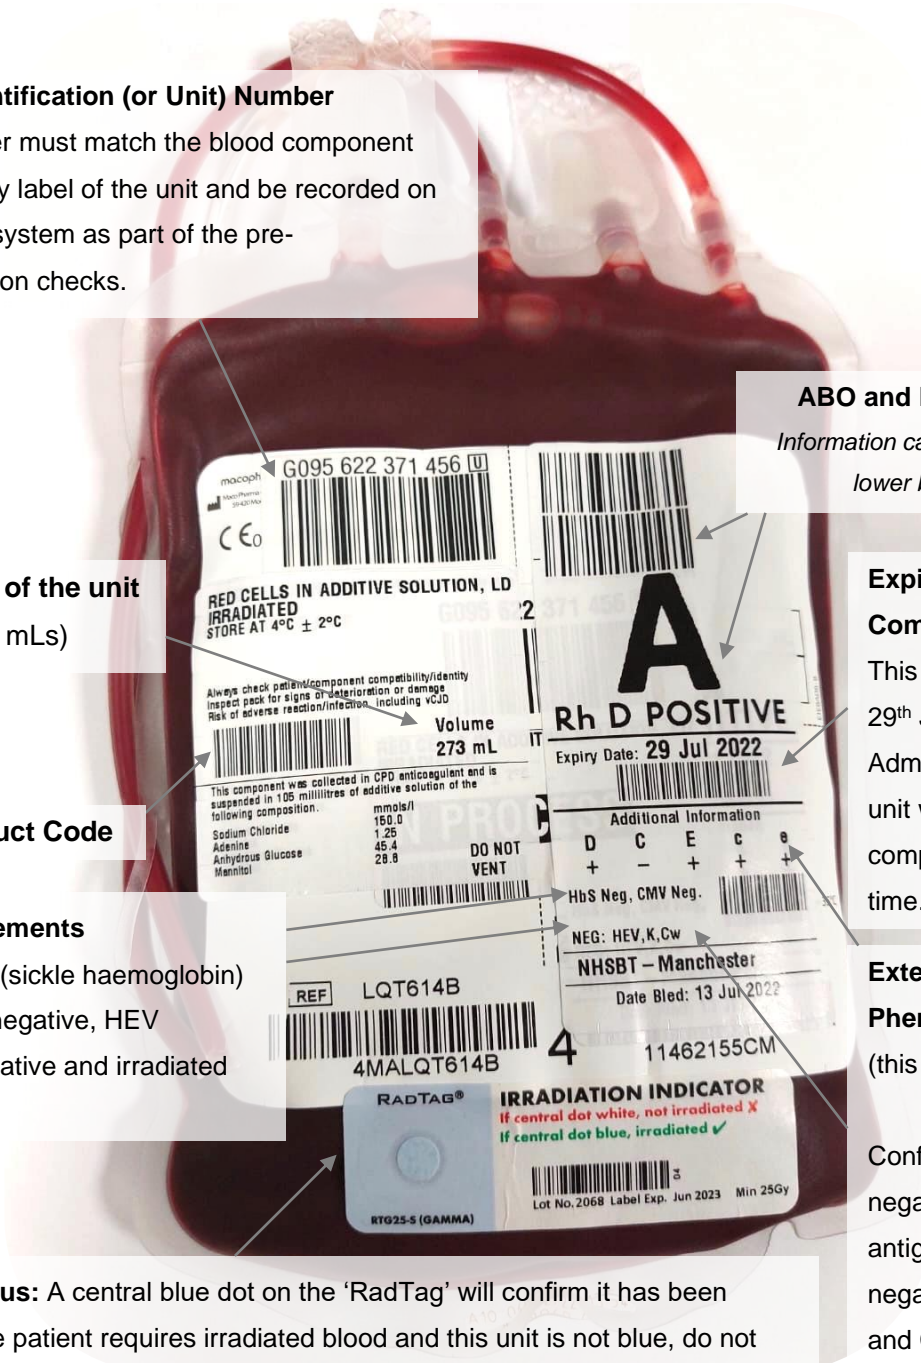 ntification (or Unit) Number
er must match the blood component
y label of the unit and be recorded on
system as part of the pre-
on checks.
ABO and
Information ca
lower
of the unit
mLs)
uct Code
ements
(sickle haemoglobin)
negative, HEV
ative and irradiated
Expi
Com
This
29th J
Adm
unit
comp
time.
Exte
Phen
(this
Conf
nega
antig
nega
and
us: A central blue dot on the ‘RadTag’ will confirm it has been
e patient requires irradiated blood and this unit is not blue, do not
macoph
G095 622 371 456 U
RED CELLS IN ADDITIVE SOLUTION, LD
IRRADIATED
STORE AT 4°C ± 2°C
Always check patient/component compatibility/identity
Inspect pack for signs of deterioration or damage
Risk of adverse reaction/infection, including vCJD
Volume
273 mL
This component was collected in CPD anticoagulant and is
suspended in 105 millilitres of additive solution of the
following composition.
mmols/l
Sodium Chloride 150.0
Adenine 1.25
Anhydrous Glucose 45.4
Mannitol 28.8
DO NOT
VENT
REF LQT614B
4MALQT614B
A
Rh D POSITIVE
Expiry Date: 29 Jul 2022
Additional Information
D C E c e
+ – + + +
HbS Neg, CMV Neg.
NEG: HEV,K,Cw
NHSBT – Manchester
Date Bled: 13 Jul 2022
4
11462155CM
RADTAG®
RTG25-S (GAMMA)
IRRADIATION INDICATOR
If central dot white, not irradiated ✗
If central dot blue, irradiated ✓
04
Lot No.2068 Label Exp. Jun 2023 Min 25Gy